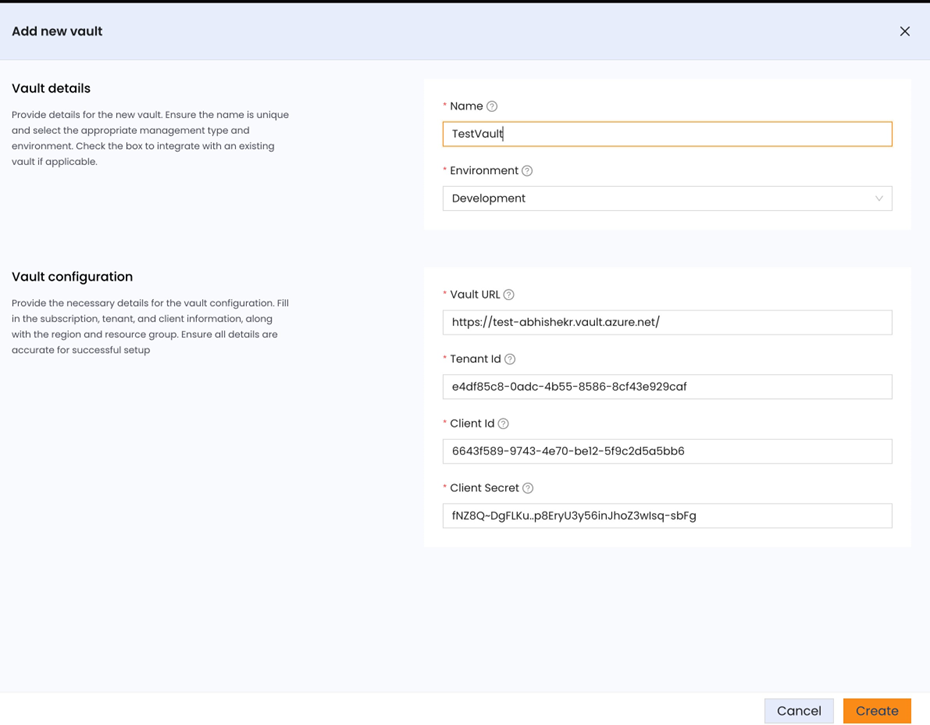 Add new vault
Vault details
Provide details for the new vault. Ensure the name is unique
and select the appropriate management type and
environment. Check the box to integrate with an existing
vault if applicable.
* Name
TestVault
* Environment
Development
Vault configuration
Provide the necessary details for the vault configuration. Fill
in the subscription, tenant, and client information, along
with the region and resource group. Ensure all details are
accurate for successful setup
* Vault URL
https://test-abhishekr.vault.azure.net/
* Tenant Id
e4df85c8-0adc-4b55-8586-8cf43e929caf
* Client Id
6643f589-9743-4e70-be12-5f9c2d5a5bb6
* Client Secret
fNZ8Q~DgFLKu..p8EryU3y56inJhoZ3wIsq-sbFg
Cancel
Create